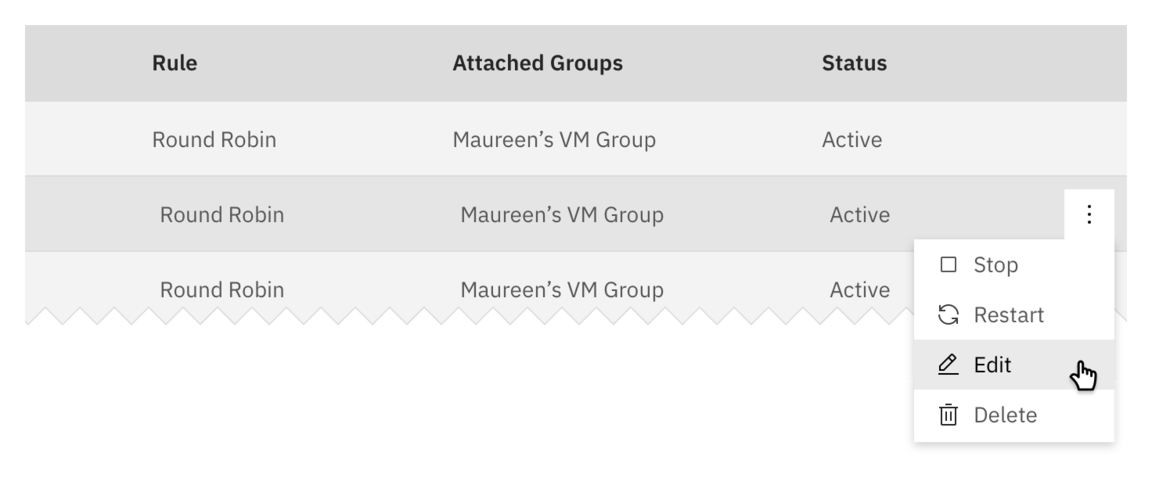 Rule Attached Groups Status
Round Robin Maureen’s VM Group Active
Round Robin Maureen’s VM Group Active
Round Robin Maureen’s VM Group Active
Stop
Restart
Edit
Delete